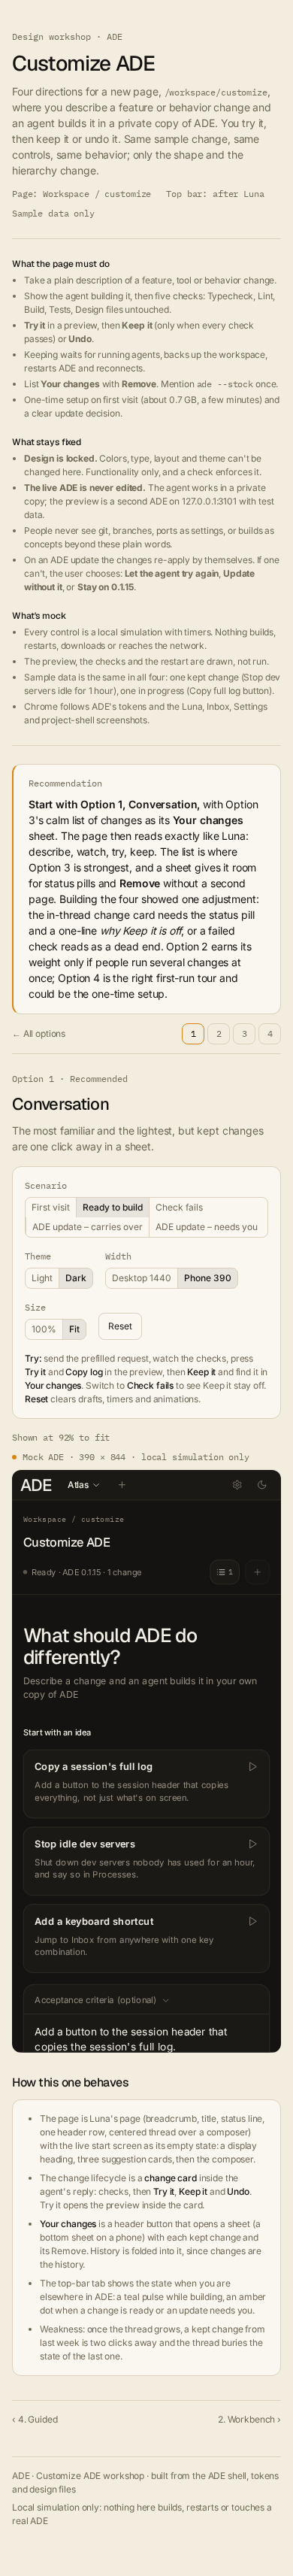 Design workshop · ADE
Customize ADE
Four directions for a new page, /workspace/customize,
where you describe a feature or behavior change and
an agent builds it in a private copy of ADE. You try it,
then keep it or undo it. Same sample change, same
controls, same behavior; only the shape and the
hierarchy change.
Page: Workspace / customize Top bar: after Luna
Sample data only
What the page must do
• Take a plain description of a feature, tool or behavior change.
• Show the agent building it, then five checks: Typecheck, Lint,
Build, Tests, Design files untouched.
• Try it in a preview, then Keep it (only when every check
passes) or Undo.
• Keeping waits for running agents, backs up the workspace,
restarts ADE and reconnects.
• List Your changes with Remove. Mention ade --stock once.
• One-time setup on first visit (about 0.7 GB, a few minutes) and
a clear update decision.
What stays fixed
• Design is locked. Colors, type, layout and theme can't be
changed here. Functionality only, and a check enforces it.
• The live ADE is never edited. The agent works in a private
copy; the preview is a second ADE on 127.0.0.1:3101 with test
data.
• People never see git, branches, ports as settings, or builds as
concepts beyond these plain words.
• On an ADE update the changes re-apply by themselves. If one
can't, the user chooses: Let the agent try again, Update
without it, or Stay on 0.1.15.
What's mock
• Every control is a local simulation with timers. Nothing builds,
restarts, downloads or reaches the network.
• The preview, the checks and the restart are drawn, not run.
• Sample data is the same in all four: one kept change (Stop dev
servers idle for 1 hour), one in progress (Copy full log button).
• Chrome follows ADE's tokens and the Luna, Inbox, Settings
and project-shell screenshots.
Recommendation
Start with Option 1, Conversation, with Option
3's calm list of changes as its Your changes
sheet. The page then reads exactly like Luna:
describe, watch, try, keep. The list is where
Option 3 is strongest, and a sheet gives it room
for status pills and Remove without a second
page. Building the four showed one adjustment:
the in-thread change card needs the status pill
and a one-line why Keep it is off, or a failed
check reads as a dead end. Option 2 earns its
weight only if people run several changes at
once; Option 4 is the right first-run tour and
could be the one-time setup.
← All options 1 2 3 4
Option 1 · Recommended
Conversation
The most familiar and the lightest, but kept changes
are one click away in a sheet.
Scenario
First visit Ready to build Check fails
ADE update – carries over ADE update – needs you
Theme Width
Light Dark Desktop 1440 Phone 390
Size
100% Fit Reset
Try: send the prefilled request, watch the checks, press
Try it and Copy log in the preview, then Keep it and find it in
Your changes. Switch to Check fails to see Keep it stay off.
Reset clears drafts, timers and animations.
Shown at 92% to fit
Mock ADE · 390 × 844 · local simulation only
ADE Atlas
Workspace / customize
Customize ADE
Ready · ADE 0.1.15 · 1 change 1
What should ADE do
differently?
Describe a change and an agent builds it in your own
copy of ADE
Start with an idea
Copy a session's full log
Add a button to the session header that copies
everything, not just what's on screen.
Stop idle dev servers
Shut down dev servers nobody has used for an hour,
and say so in Processes.
Add a keyboard shortcut
Jump to Inbox from anywhere with one key
combination.
Acceptance criteria (optional)
Add a button to the session header that
copies the session's full log.
How this one behaves
• The page is Luna's page (breadcrumb, title, status line,
one header row, centered thread over a composer)
with the live start screen as its empty state: a display
heading, three suggestion cards, then the composer.
• The change lifecycle is a change card inside the
agent's reply: checks, then Try it, Keep it and Undo.
Try it opens the preview inside the card.
• Your changes is a header button that opens a sheet (a
bottom sheet on a phone) with each kept change and
its Remove. History is folded into it, since changes are
the history.
• The top-bar tab shows the state when you are
elsewhere in ADE: a teal pulse while building, an amber
dot when a change is ready or an update needs you.
• Weakness: once the thread grows, a kept change from
last week is two clicks away and the thread buries the
state of the last one.
‹ 4. Guided 2. Workbench ›
ADE · Customize ADE workshop · built from the ADE shell, tokens
and design files
Local simulation only: nothing here builds, restarts or touches a
real ADE